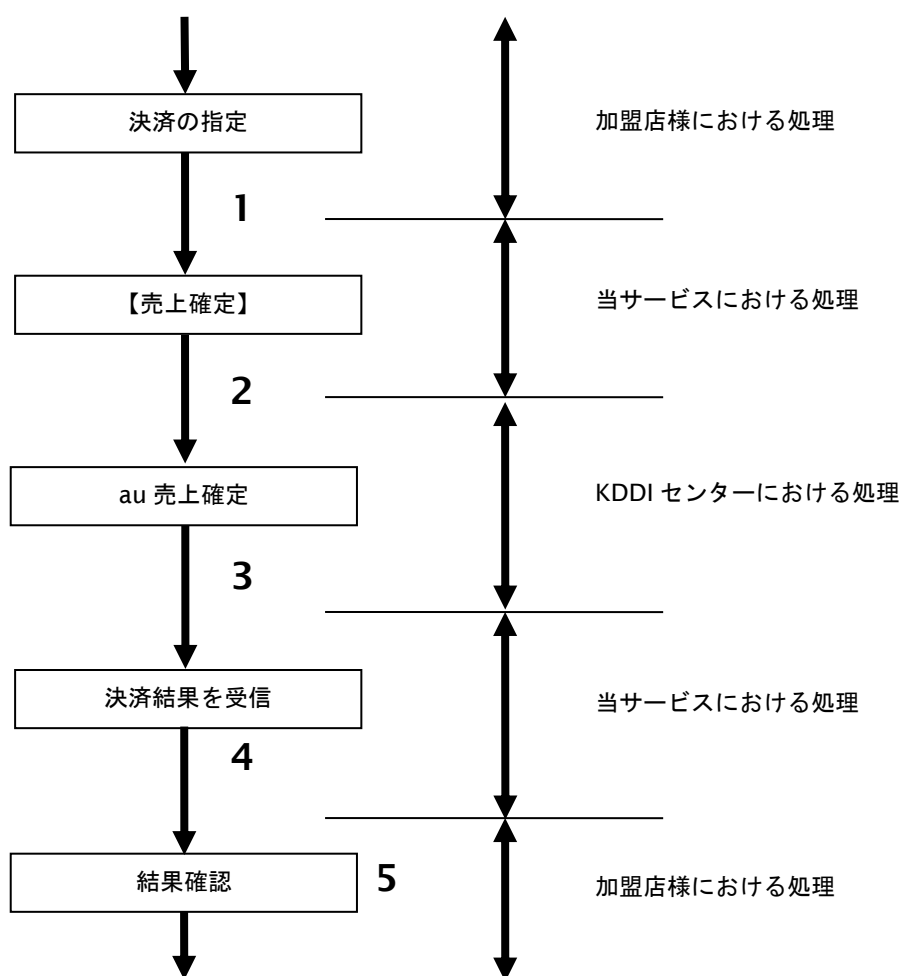 決済の指定
加盟店様における処理
1
【売上確定】
当サービスにおける処理
2
au 売上確定
KDDI センターにおける処理
3
決済結果を受信
当サービスにおける処理
4
結果確認
5
加盟店様における処理